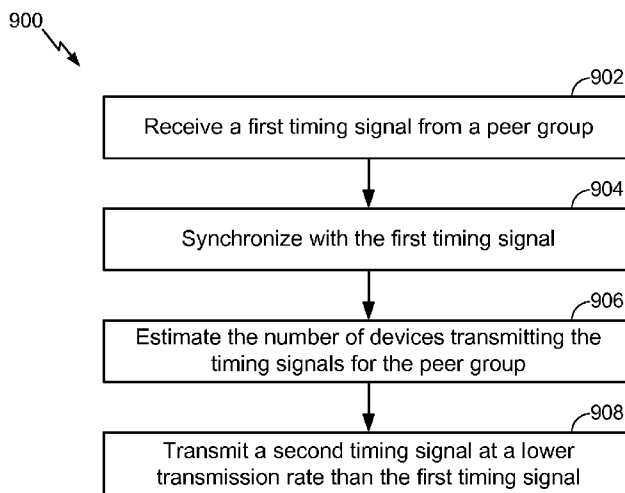 900
902
Receive a first timing signal from a peer group
904
Synchronize with the first timing signal
906
Estimate the number of devices transmitting the
timing signals for the peer group
908
Transmit a second timing signal at a lower
transmission rate than the first timing signal